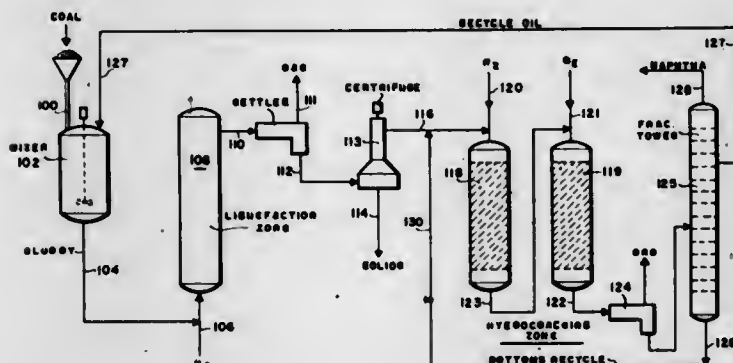 COAL
RECYCLE OIL
127
127
GAS
111
CENTRIFUGE
H2
120
121
NAPHTHA
128
100
MIXER
102
SETTLER
110
112
113
116
FRAC.
TOWER
108
118
119
125
LIQUEFACTION
ZONE
114
SOLIDS
130
SLURRY
104
106
123
122
124
GAS
HYDROCRACKING
ZONE
BOTTOMS RECYCLE